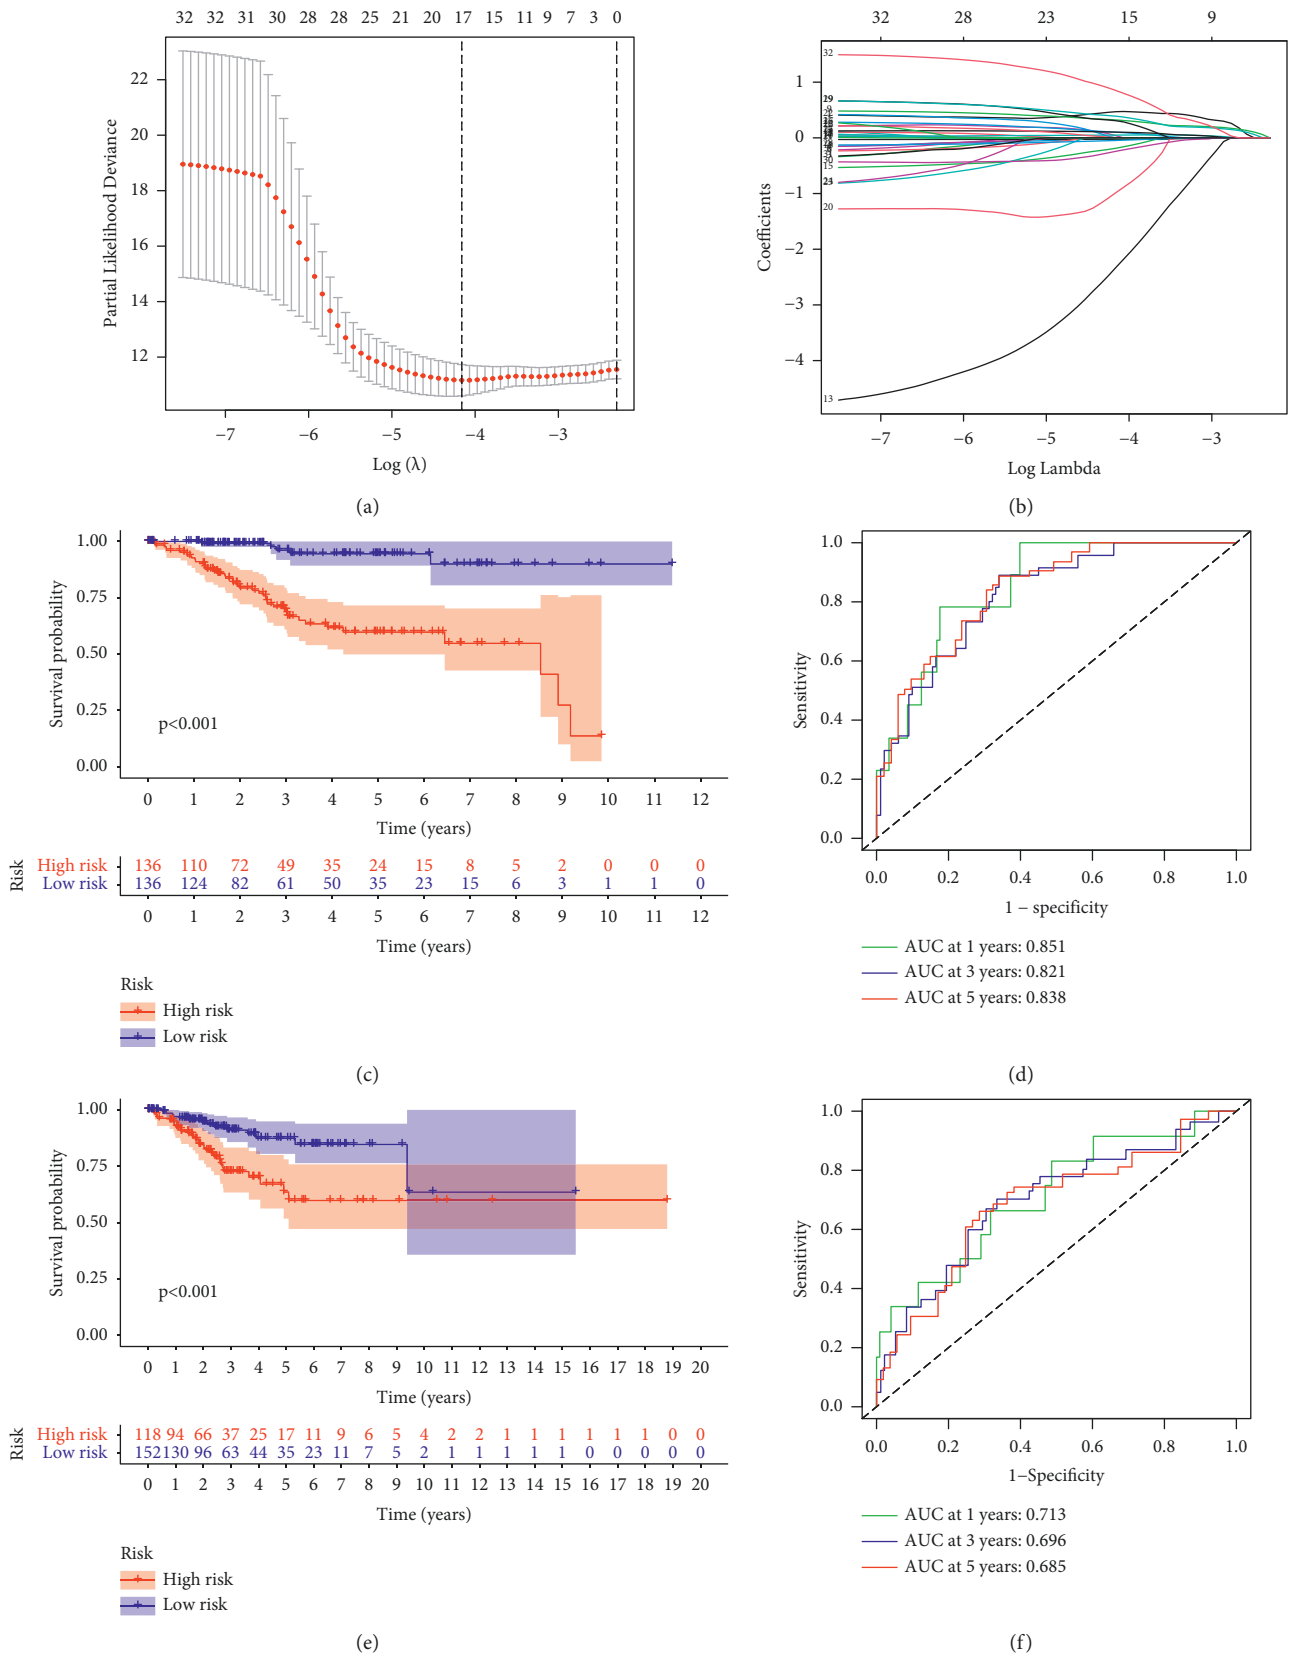 32 32 31 30 28 28 25 21 20 17 15 11 9 7 3 0
22
20
18
16
14
12
Partial Likelihood Deviance
−7 −6 −5 −4 −3
Log (λ)
(a)
32 28 23 15 9
1
0
−1
−2
−3
−4
Coefficients
32
30
15
20
13
−7 −6 −5 −4 −3
Log Lambda
(b)
1.00
0.75
0.50
0.25
0.00
Survival probability
p<0.001
0 1 2 3 4 5 6 7 8 9 10 11 12
Time (years)
Risk
High risk 136 110 72 49 35 24 15 8 5 2 0 0 0
Low risk 136 124 82 61 50 35 23 15 6 3 1 1 0
0 1 2 3 4 5 6 7 8 9 10 11 12
Time (years)
Risk
High risk
Low risk
(c)
1.0
0.8
0.6
0.4
0.2
0.0
Sensitivity
0.0 0.2 0.4 0.6 0.8 1.0
1 − specificity
AUC at 1 years: 0.851
AUC at 3 years: 0.821
AUC at 5 years: 0.838
(d)
1.00
0.75
0.50
0.25
0.00
Survival probability
p<0.001
0 1 2 3 4 5 6 7 8 9 10 11 12 13 14 15 16 17 18 19 20
Time (years)
Risk
High risk 118 94 66 37 25 17 11 9 6 5 4 2 2 1 1 1 1 1 1 0 0
Low risk 152 130 96 63 44 35 23 11 7 5 2 1 1 1 1 1 0 0 0 0 0
0 1 2 3 4 5 6 7 8 9 10 11 12 13 14 15 16 17 18 19 20
Time (years)
Risk
High risk
Low risk
(e)
1.0
0.8
0.6
0.4
0.2
0.0
Sensitivity
0.0 0.2 0.4 0.6 0.8 1.0
1−Specificity
AUC at 1 years: 0.713
AUC at 3 years: 0.696
AUC at 5 years: 0.685
(f)